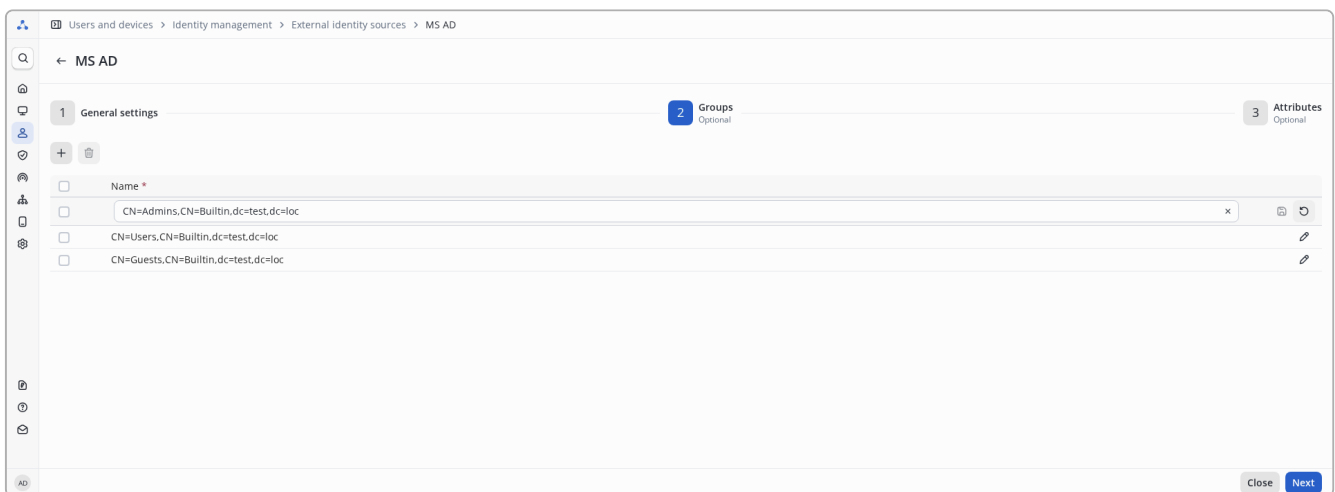 Users and devices > Identity management > External identity sources > MS AD
← MS AD
1 General settings
2 Groups
Optional
3 Attributes
Optional
Name *
CN=Admins,CN=Builtin,dc=test,dc=loc
CN=Users,CN=Builtin,dc=test,dc=loc
CN=Guests,CN=Builtin,dc=test,dc=loc
AD
Close Next